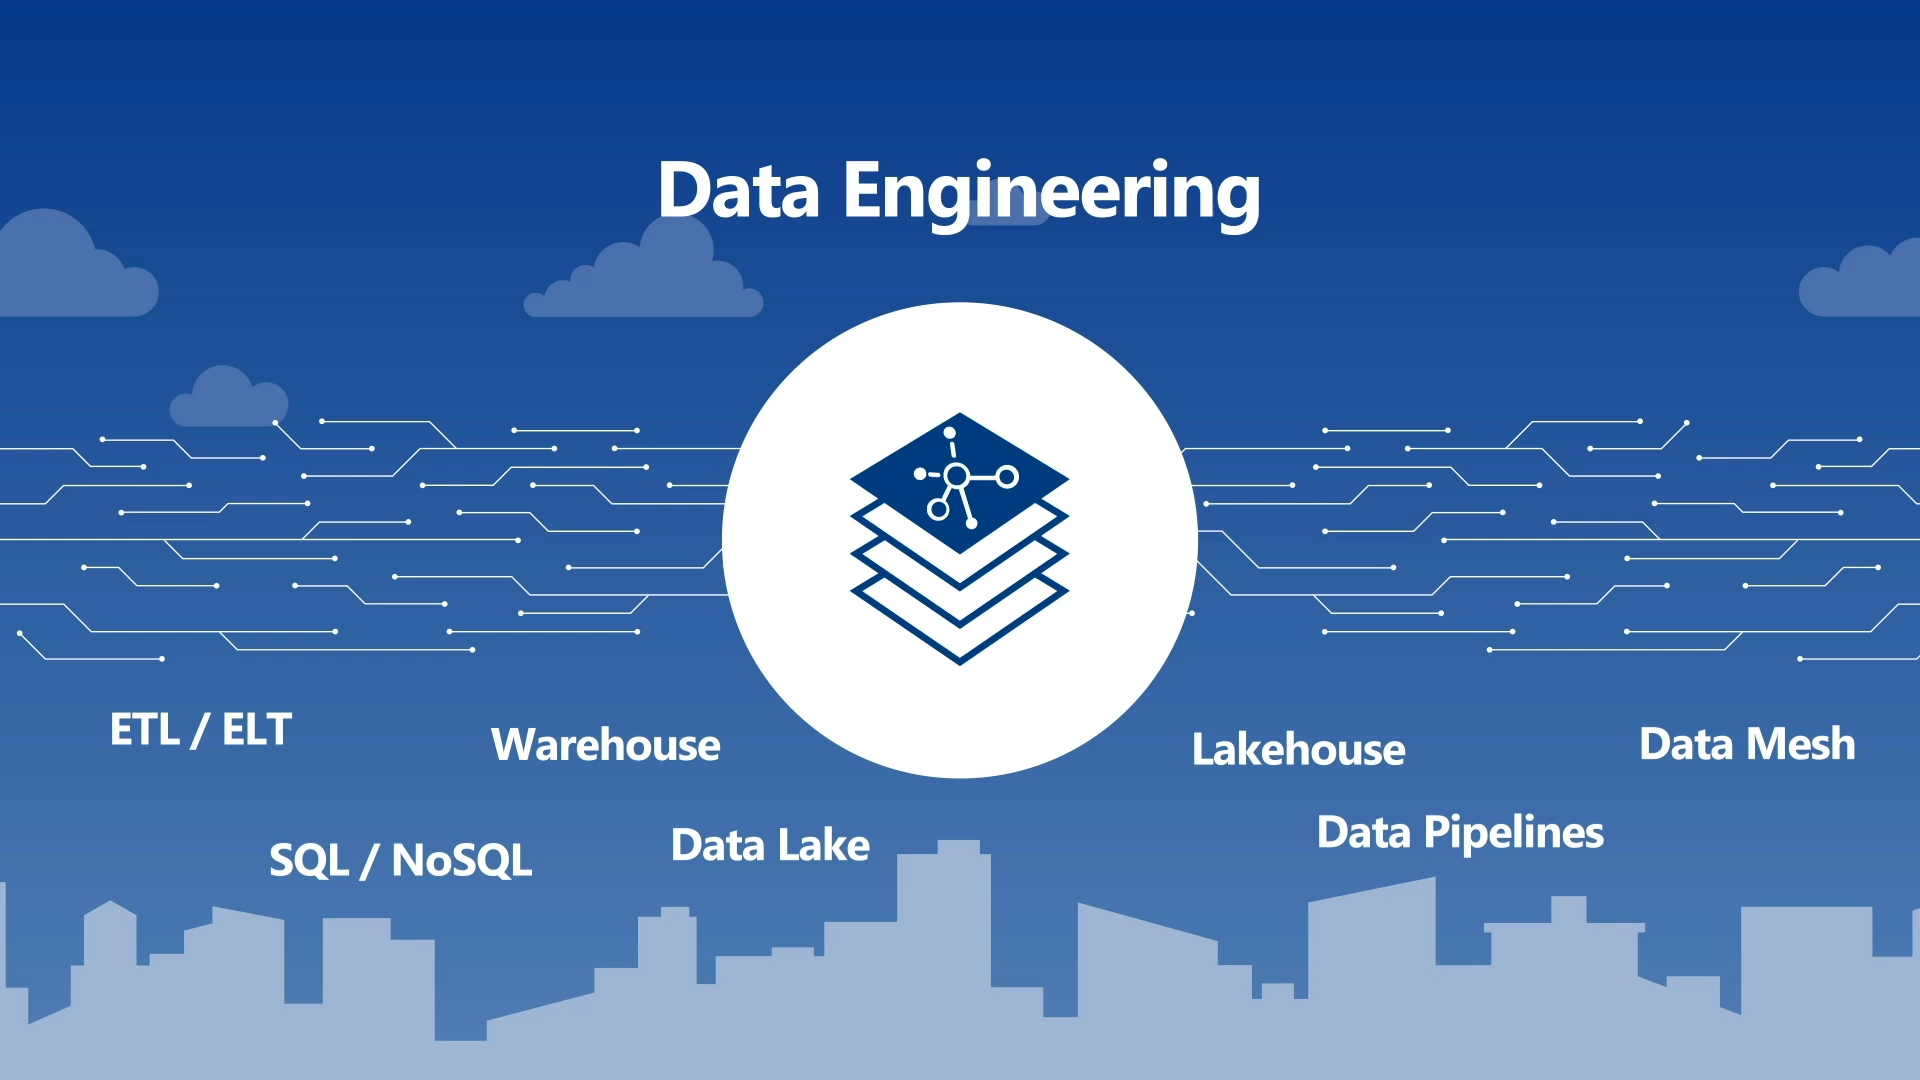 Data Engineering
ETL / ELT
Warehouse
Lakehouse
Data Mesh
SQL / NoSQL
Data Lake
Data Pipelines